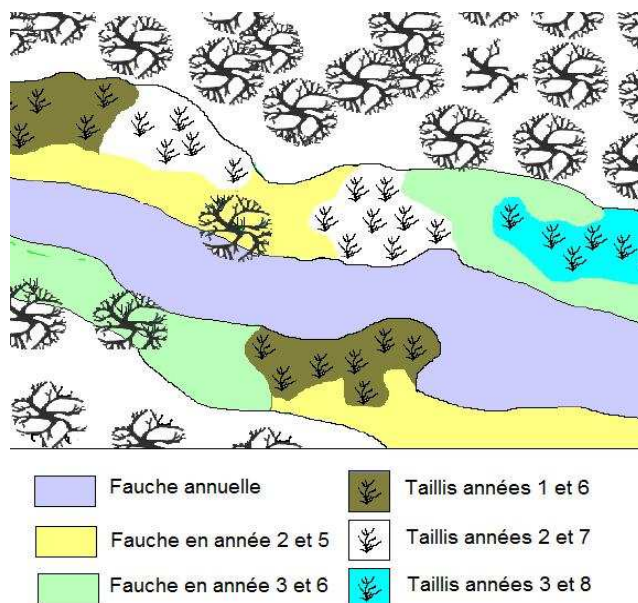 Fauche annuelle
Fauche en année 2 et 5
Fauche en année 3 et 6
Taillis années 1 et 6
Taillis années 2 et 7
Taillis années 3 et 8